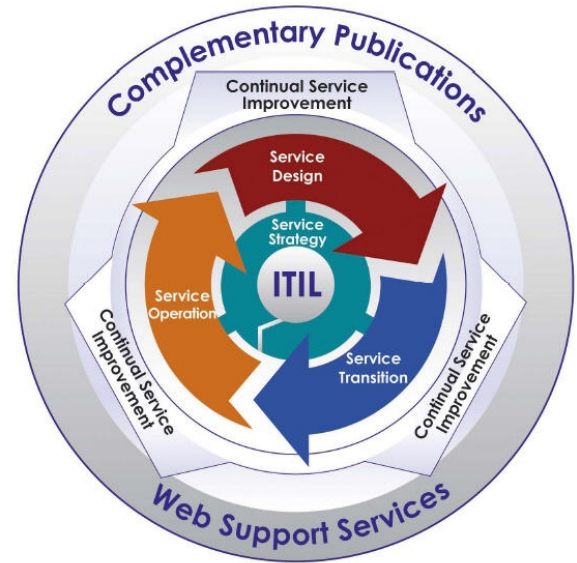 Complementary Publications
Continual Service
Improvement
Service
Design
Service
Strategy
ITIL
Service
Operation
Service
Transition
Continual Service
Improvement
Continual Service
Improvement
Web Support Services